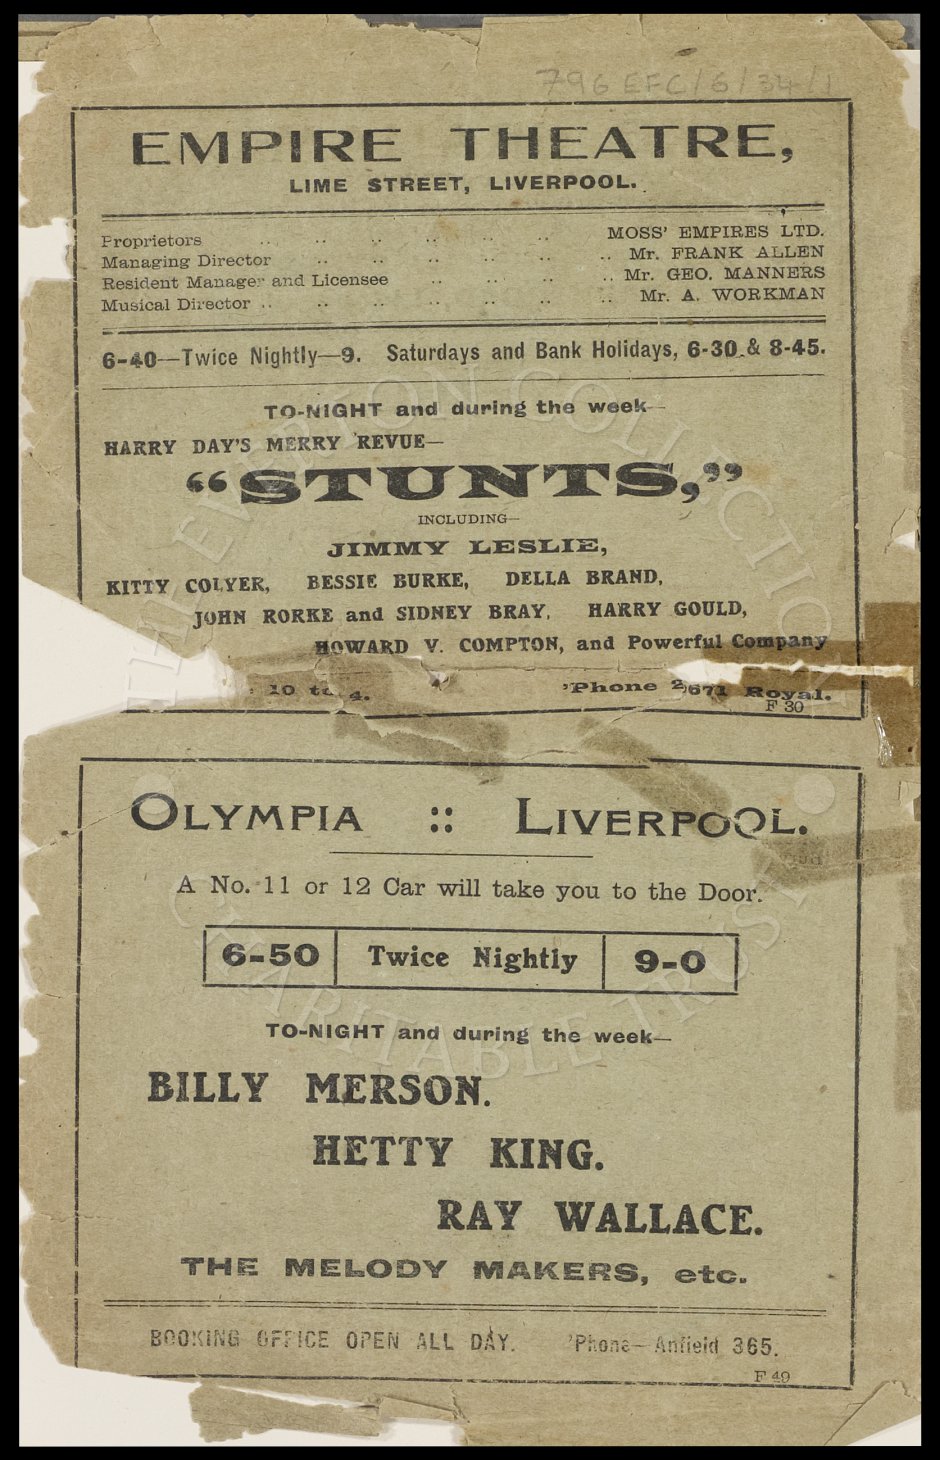 796 EFC/6/34/1
EMPIRE THEATRE,
LIME STREET, LIVERPOOL.
Proprietors .. .. .. .. .. .. MOSS' EMPIRES LTD.
Managing Director .. .. .. .. .. .. Mr. FRANK ALLEN
Resident Manager and Licensee .. .. .. .. Mr. GEO. MANNERS
Musical Director .. .. .. .. .. .. .. Mr. A. WORKMAN
6-40—Twice Nightly—9. Saturdays and Bank Holidays, 6-30 & 8-45.
TO-NIGHT and during the week—
HARRY DAY'S MERRY REVUE—
"STUNTS,"
INCLUDING—
JIMMY LESLIE,
KITTY COLYER, BESSIE BURKE, DELLA BRAND,
JOHN RORKE and SIDNEY BRAY, HARRY GOULD,
HOWARD V. COMPTON, and Powerful Company
10 to 4. 'Phone 2671 Royal.
F 30
OLYMPIA :: LIVERPOOL.
A No. 11 or 12 Car will take you to the Door.
6-50 Twice Nightly 9-0
TO-NIGHT and during the week—
BILLY MERSON.
HETTY KING.
RAY WALLACE.
THE MELODY MAKERS, etc.
BOOKING OFFICE OPEN ALL DAY. 'Phone—Anfield 365.
F 49
THE EVERTON COLLECTION
CHARITABLE TRUST